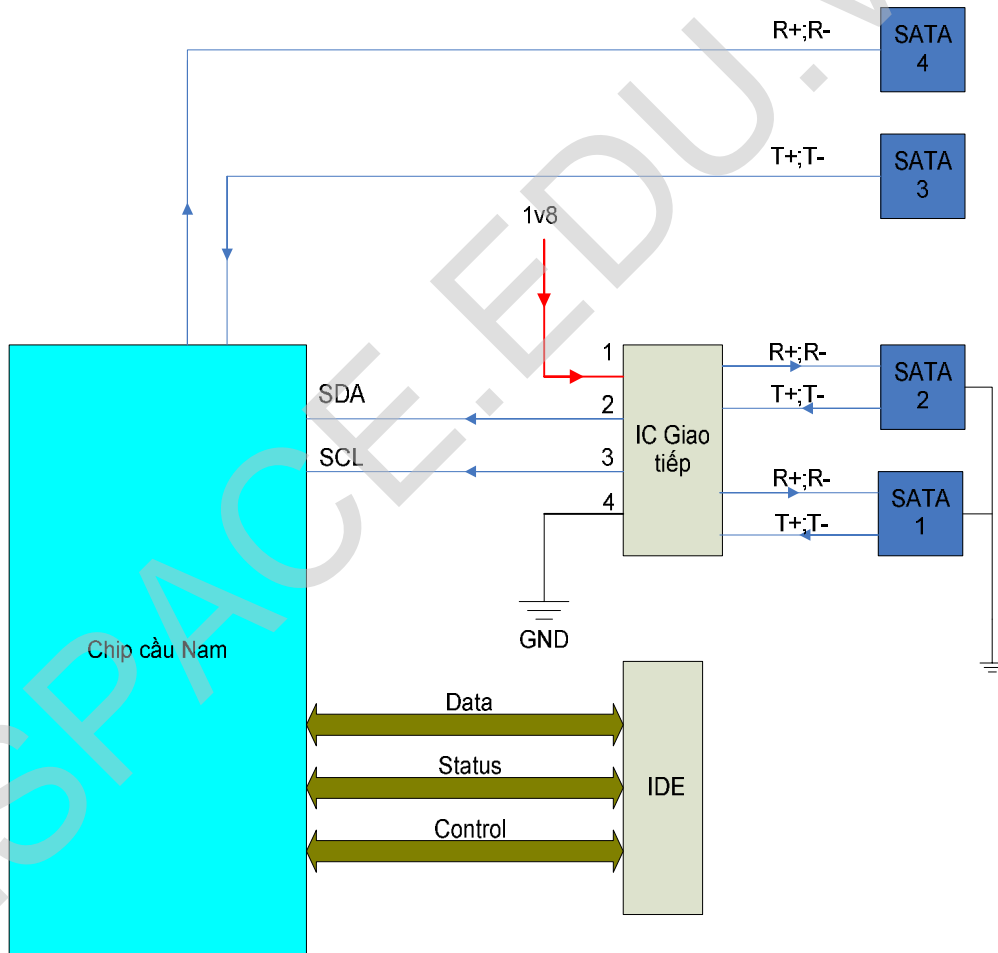 R+;R-
SATA
4
T+;T-
SATA
3
1v8
1
R+;R-
SATA
2
SDA
2
T+;T-
IC Giao
tiếp
SCL
3
R+;R-
SATA
1
4
T+;T-
GND
Chip cầu Nam
Data
Status
IDE
Control
SPACE.EDU.V